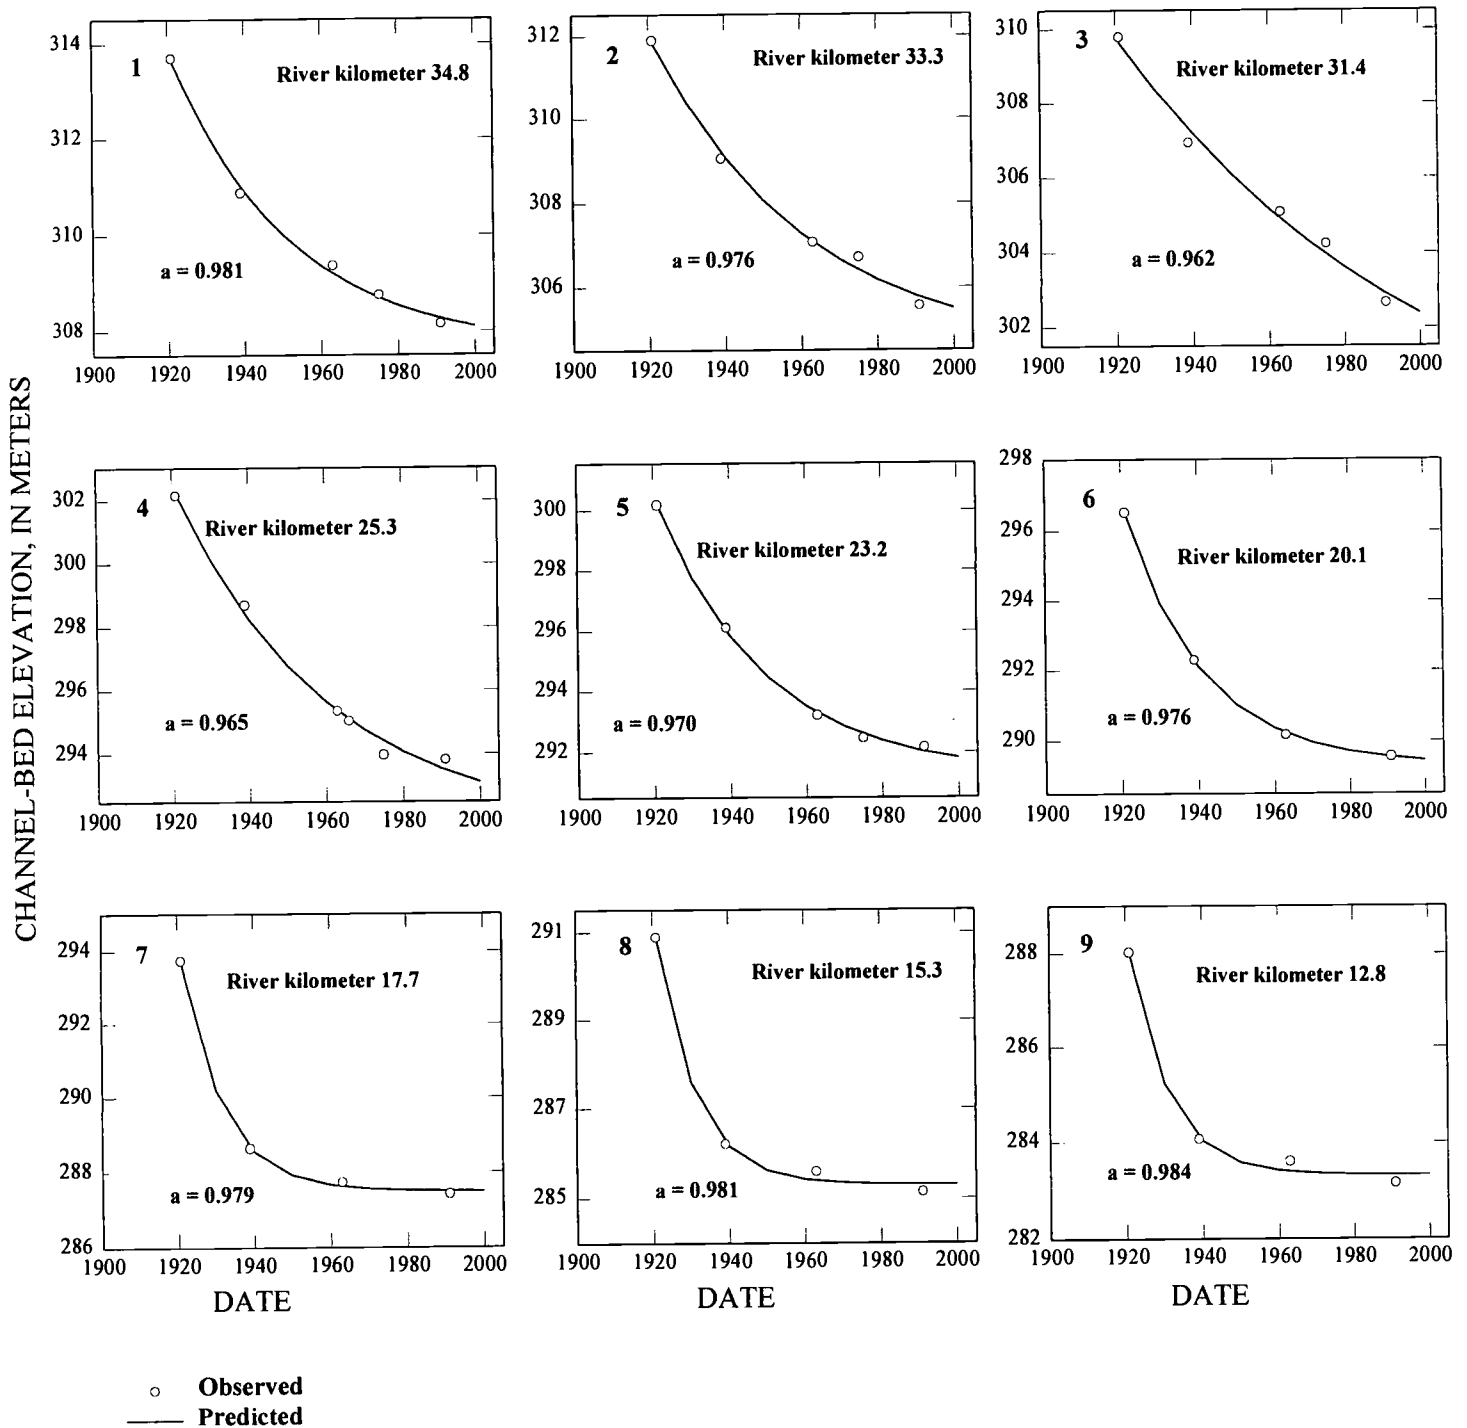 CHANNEL-BED ELEVATION, IN METERS
1
River kilometer 34.8
a = 0.981
314
312
310
308
1900 1920 1940 1960 1980 2000
2
River kilometer 33.3
a = 0.976
312
310
308
306
1900 1920 1940 1960 1980 2000
3
River kilometer 31.4
a = 0.962
310
308
306
304
302
1900 1920 1940 1960 1980 2000
4
River kilometer 25.3
a = 0.965
302
300
298
296
294
1900 1920 1940 1960 1980 2000
5
River kilometer 23.2
a = 0.970
300
298
296
294
292
1900 1920 1940 1960 1980 2000
6
River kilometer 20.1
a = 0.976
298
296
294
292
290
1900 1920 1940 1960 1980 2000
7
River kilometer 17.7
a = 0.979
294
292
290
288
286
1900 1920 1940 1960 1980 2000
DATE
8
River kilometer 15.3
a = 0.981
291
289
287
285
1900 1920 1940 1960 1980 2000
DATE
9
River kilometer 12.8
a = 0.984
288
286
284
282
1900 1920 1940 1960 1980 2000
DATE
Observed
Predicted